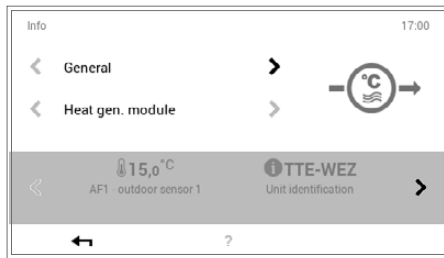 Info 17:00
General
Heat gen. module
°C
15,0°C TTE-WEZ
AF1 - outdoor sensor 1 Unit identification
?